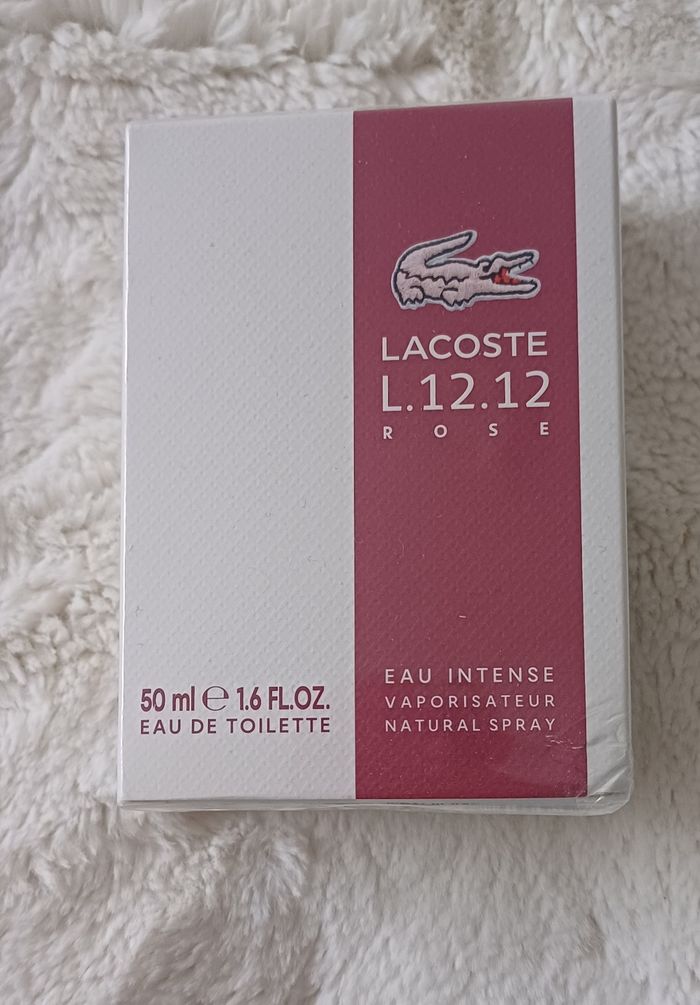 LACOSTE
L.12.12
ROSE
EAU INTENSE
VAPORISATEUR
NATURAL SPRAY
50 ml ℮ 1.6 FL.OZ.
EAU DE TOILETTE